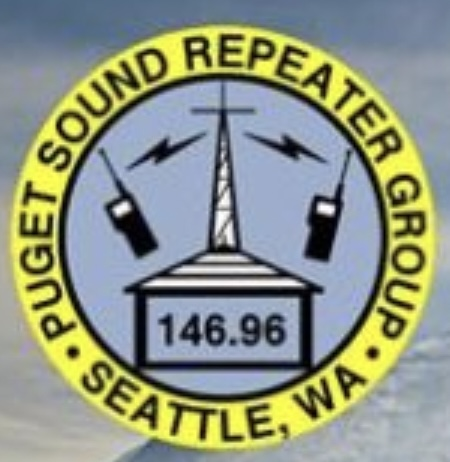 PUGET SOUND REPEATER GROUP
146.96
• SEATTLE, WA •